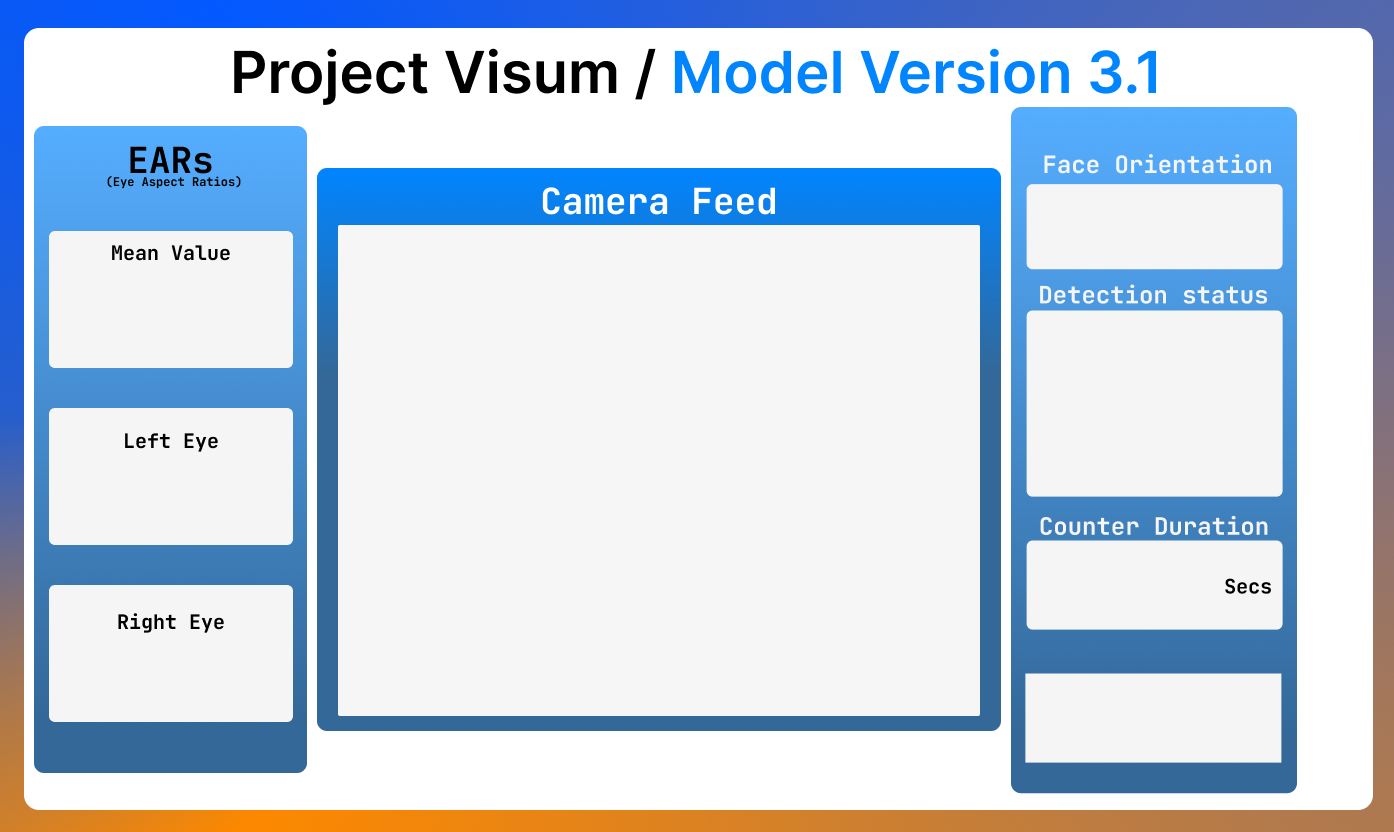 Project Visum / Model Version 3.1
EARs
(Eye Aspect Ratios)
Mean Value
Left Eye
Right Eye
Camera Feed
Face Orientation
Detection status
Counter Duration
Secs